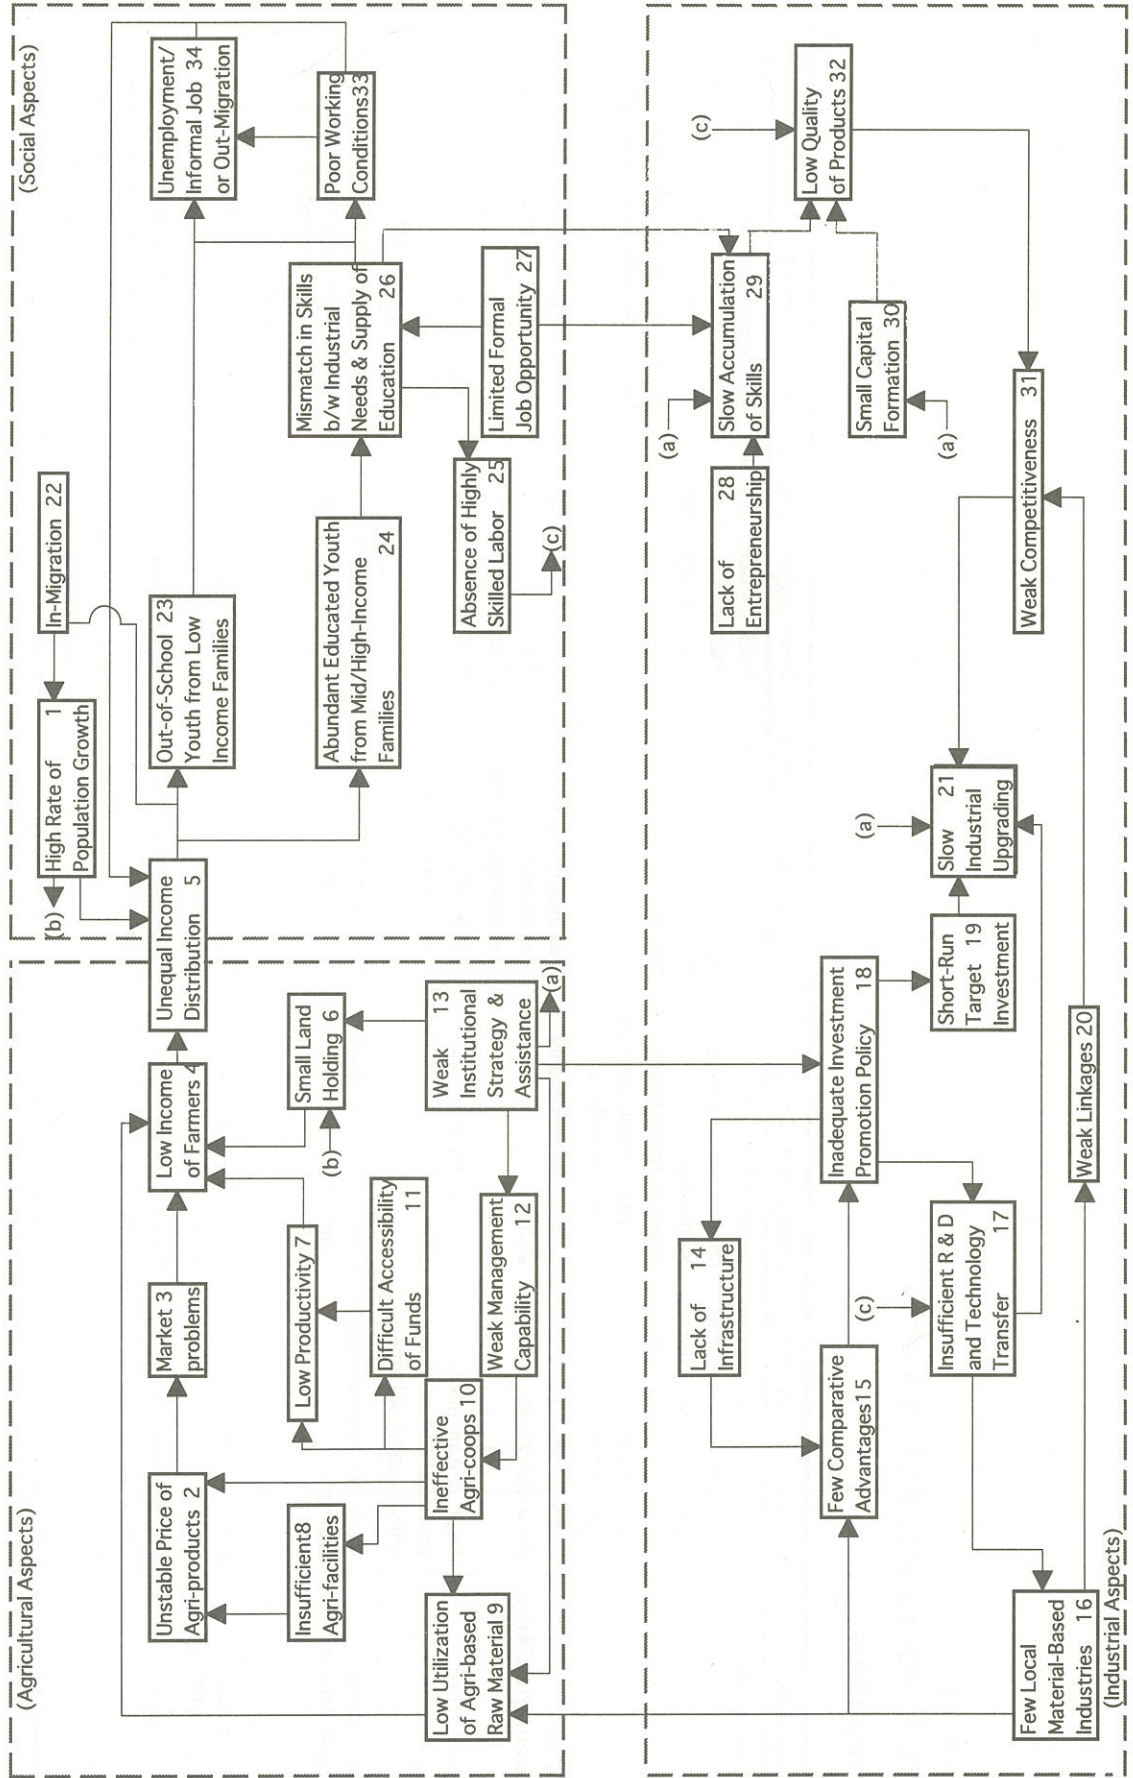 (Agricultural Aspects)
Unstable Price of
Agri-products 2
Market 3
problems
Low Income
of Farmers 4
Unequal Income
Distribution 5
Insufficient8
Agri-facilities
Low Productivity 7
Small Land
Holding 6
(b)
Difficult Accessibility
of Funds 11
Low Utilization
of Agri-based
Raw Material 9
Ineffective
Agri-coops 10
Weak Management
Capability 12
Weak 13
Institutional
Strategy &
Assistance
(a)
(Social Aspects)
(b)
High Rate of 1
Population Growth
In-Migration 22
Out-of-School 23
Youth from Low
Income Families
Unemployment/
Informal Job 34
or Out-Migration
Abundant Educated Youth
from Mid/High-Income
Families 24
Mismatch in Skills
b/w Industrial
Needs & Supply of
Education 26
Poor Working
Conditions33
Absence of Highly
Skilled Labor 25
(c)
Limited Formal
Job Opportunity 27
Lack of 14
Infrastructure
Few Comparative
Advantages15
Inadequate Investment
Promotion Policy 18
(c)
Insufficient R & D
and Technology
Transfer 17
Short-Run
Target 19
Investment
(a)
Slow 21
Industrial
Upgrading
Few Local
Material-Based
Industries 16
Weak Linkages 20
Weak Competitiveness 31
Lack of 28
Entrepreneurship
(a)
Slow Accumulation
of Skills 29
Small Capital
Formation 30
(a)
(c)
Low Quality
of Products 32
(Industrial Aspects)